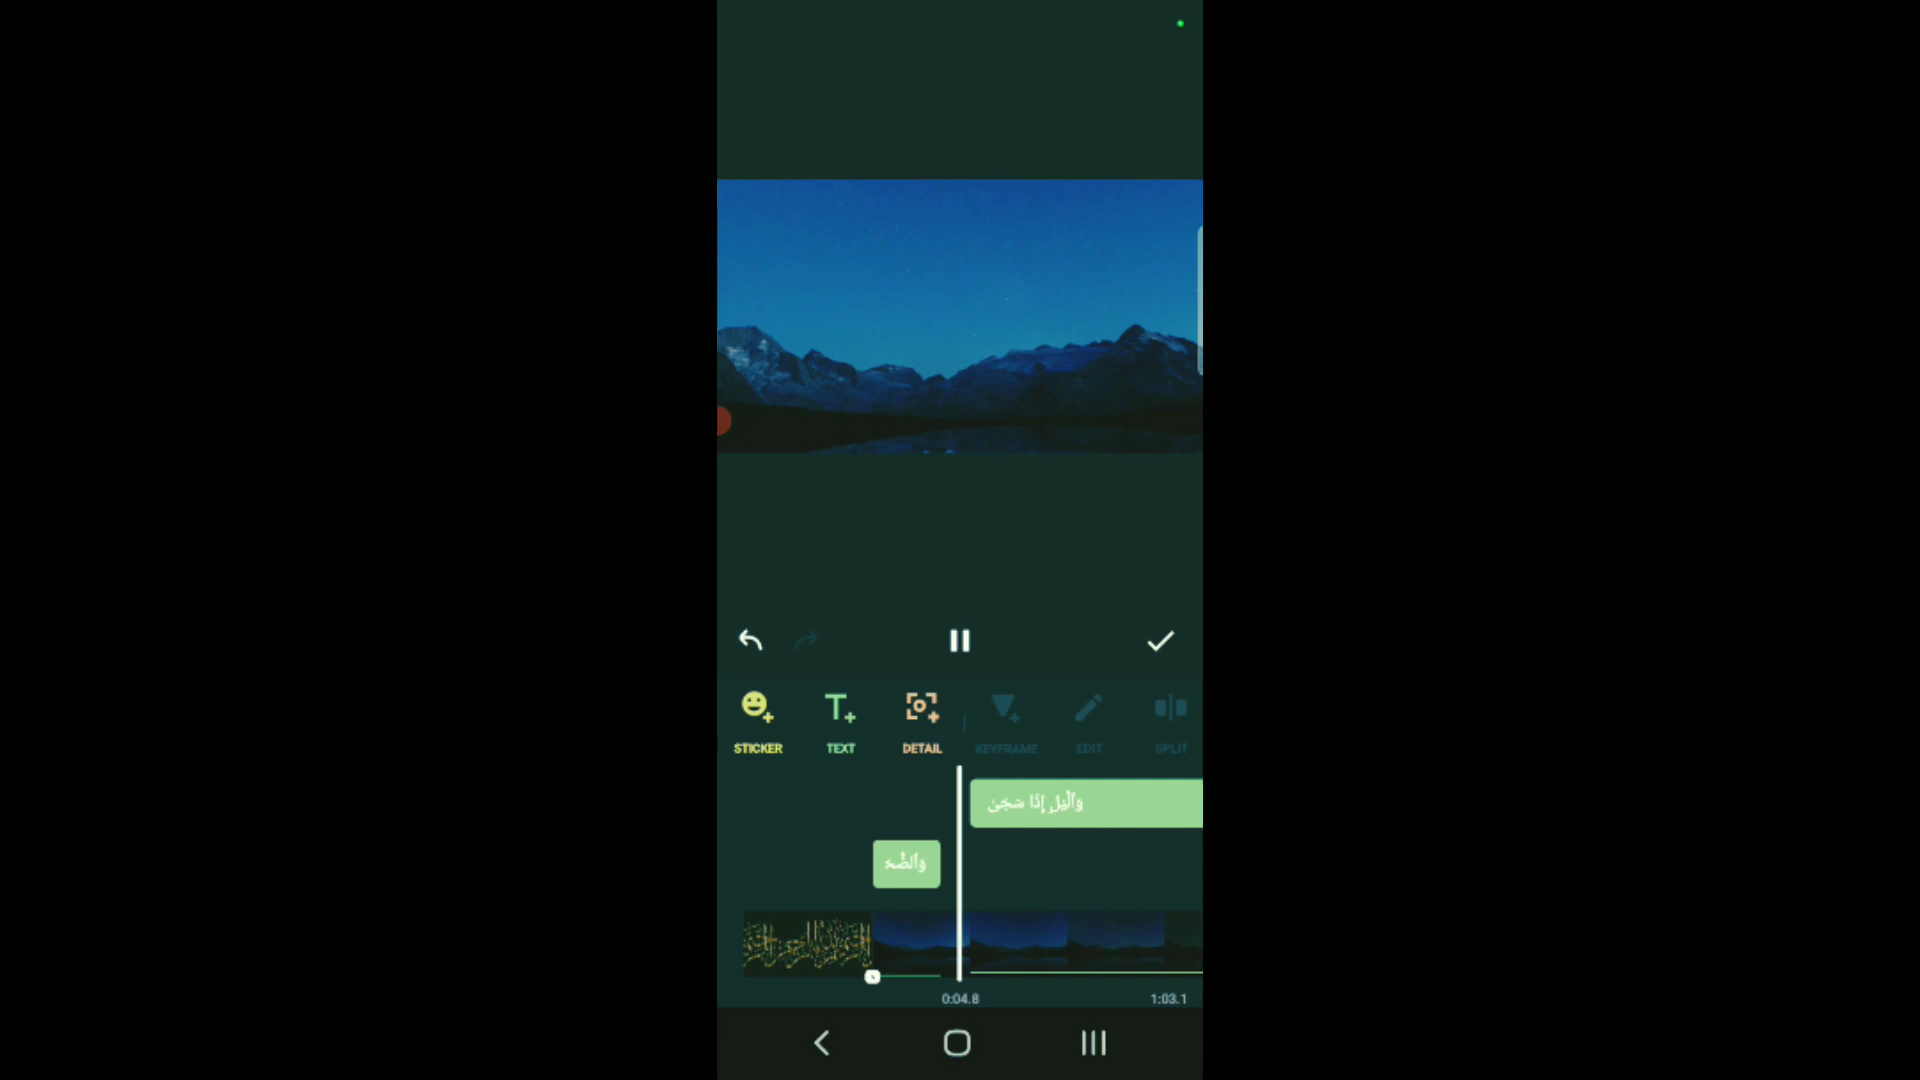 STICKER
TEXT
DETAIL
KEYFRAME
EDIT
SPLIT
وَٱلَّيْلِ إِذَا سَجَىٰ
وَٱلضُّحَ
0:04.8
1:03.1